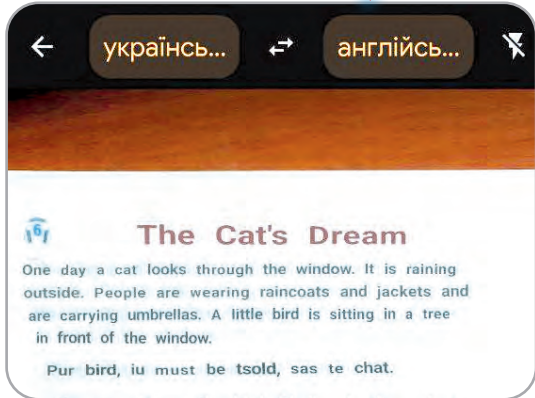 українсь...
англійсь...
6
The Cat's Dream
One day a cat looks through the window. It is raining
outside. People are wearing raincoats and jackets and
are carrying umbrellas. A little bird is sitting in a tree
in front of the window.
Pur bird, iu must be tsold, sas te chat.